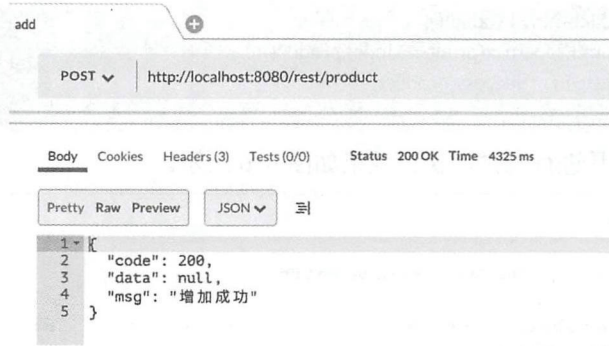 add
POST http://localhost:8080/rest/product
Body Cookies Headers (3) Tests (0/0) Status 200 OK Time 4325 ms
Pretty Raw Preview JSON
1 {
2 "code": 200,
3 "data": null,
4 "msg": "增加成功"
5 }